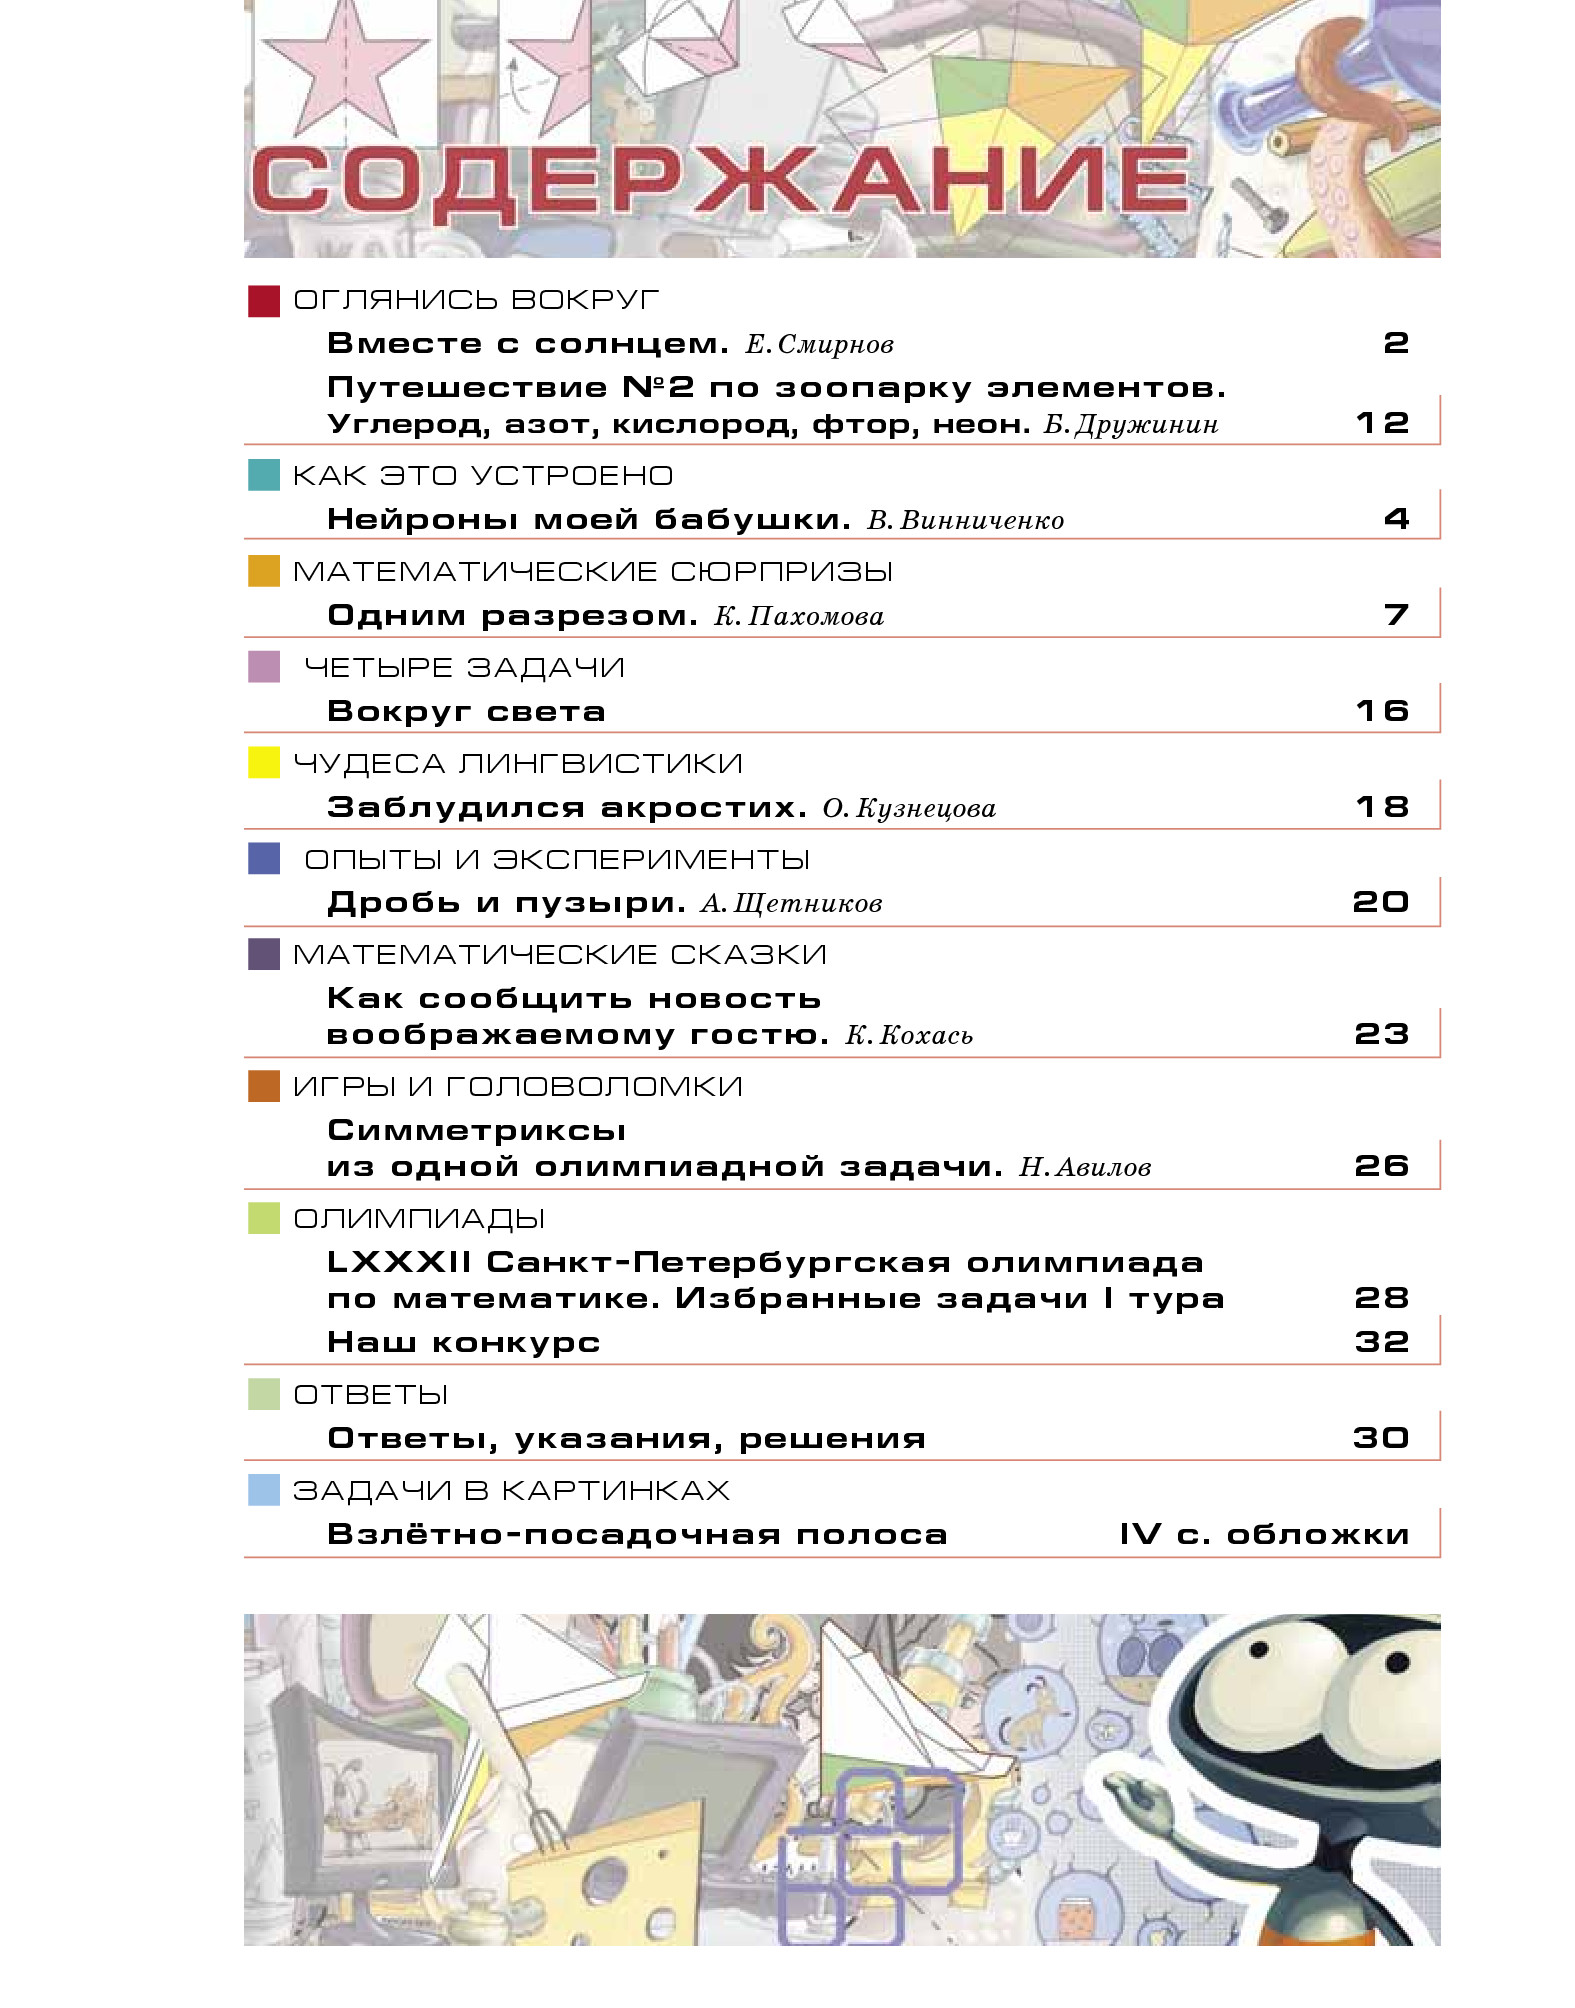 СОДЕРЖАНИЕ
ОГЛЯНИСЬ ВОКРУГ
Вместе с солнцем. Е. Смирнов 2
Путешествие №2 по зоопарку элементов.
Углерод, азот, кислород, фтор, неон. Б. Дружинин 12
КАК ЭТО УСТРОЕНО
Нейроны моей бабушки. В. Винниченко 4
МАТЕМАТИЧЕСКИЕ СЮРПРИЗЫ
Одним разрезом. К. Пахомова 7
ЧЕТЫРЕ ЗАДАЧИ
Вокруг света 16
ЧУДЕСА ЛИНГВИСТИКИ
Заблудился акростих. О. Кузнецова 18
ОПЫТЫ И ЭКСПЕРИМЕНТЫ
Дробь и пузыри. А. Щетников 20
МАТЕМАТИЧЕСКИЕ СКАЗКИ
Как сообщить новость
воображаемому гостю. К. Кохась 23
ИГРЫ И ГОЛОВОЛОМКИ
Симметриксы
из одной олимпиадной задачи. Н. Авилов 26
ОЛИМПИАДЫ
LXXXII Санкт-Петербургская олимпиада
по математике. Избранные задачи I тура 28
Наш конкурс 32
ОТВЕТЫ
Ответы, указания, решения 30
ЗАДАЧИ В КАРТИНКАХ
Взлётно-посадочная полоса IV с. обложки